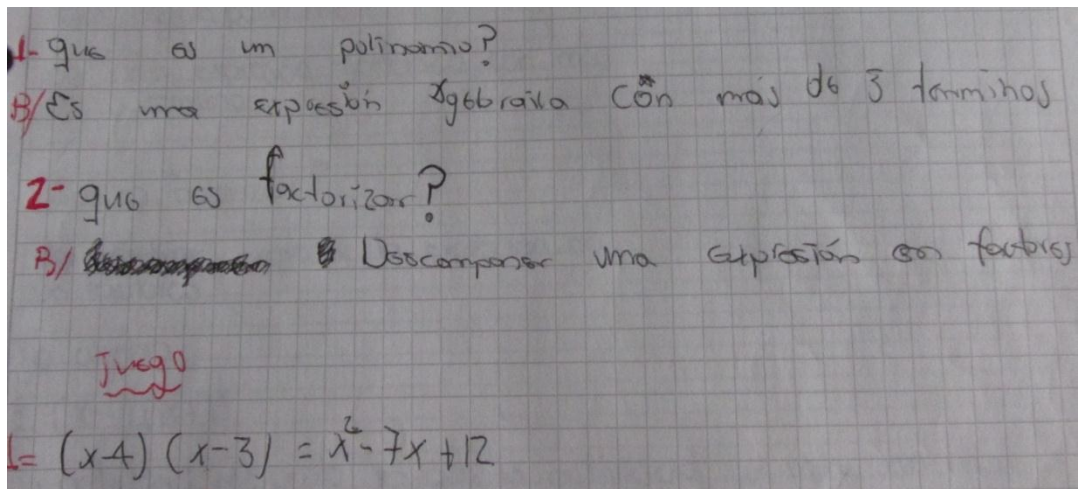 1- que es un polinomio?
R/ Es una expresión algebraica con más de 3 terminos
2- que es factorizar?
R/ Descomponer una expresión en factores
Juego
1= (x-4) (x-3) = x² - 7x + 12